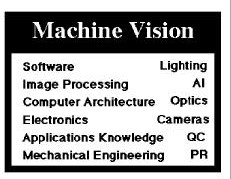 Machine Vision
Software Lighting
Image Processing AI
Computer Architecture Optics
Electronics Cameras
Applications Knowledge QC
Mechanical Engineering PR